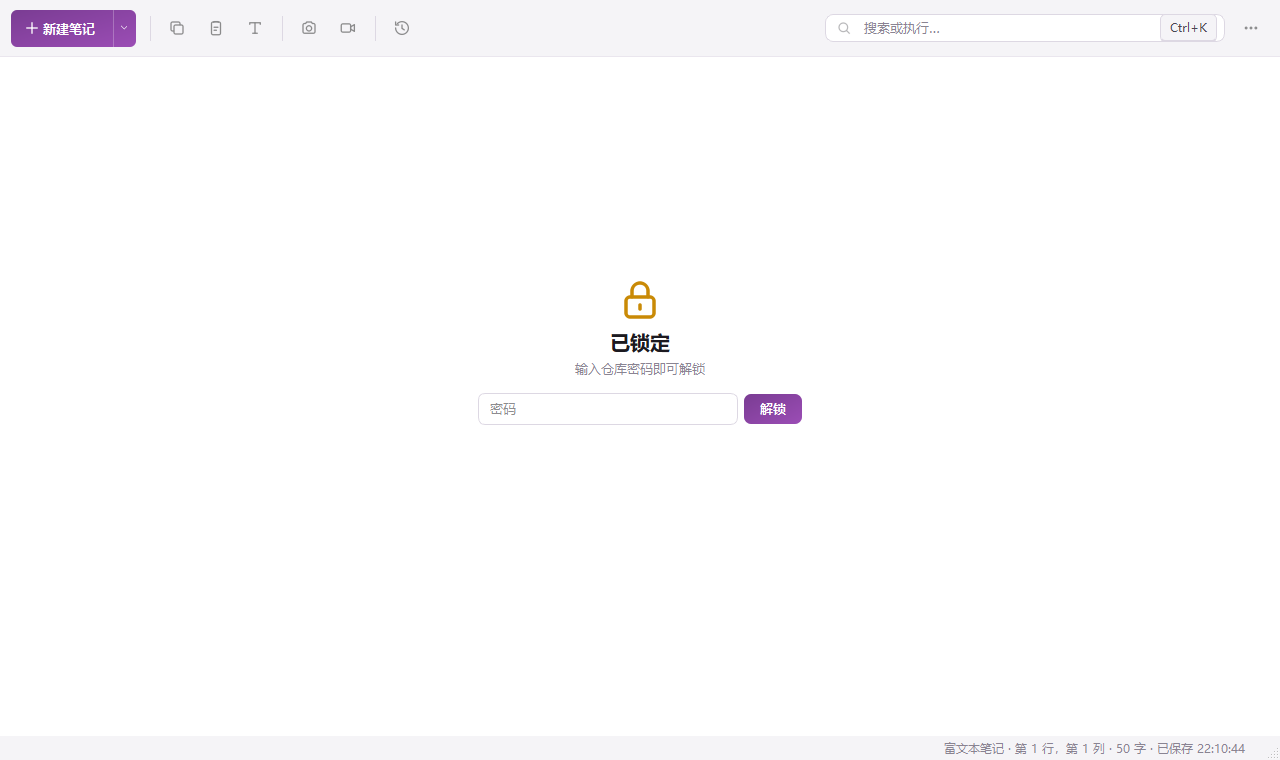 新建笔记
搜索或执行...
Ctrl+K
已锁定
输入仓库密码即可解锁
密码
解锁
富文本笔记 · 第 1 行，第 1 列 · 50 字 · 已保存 22:10:44